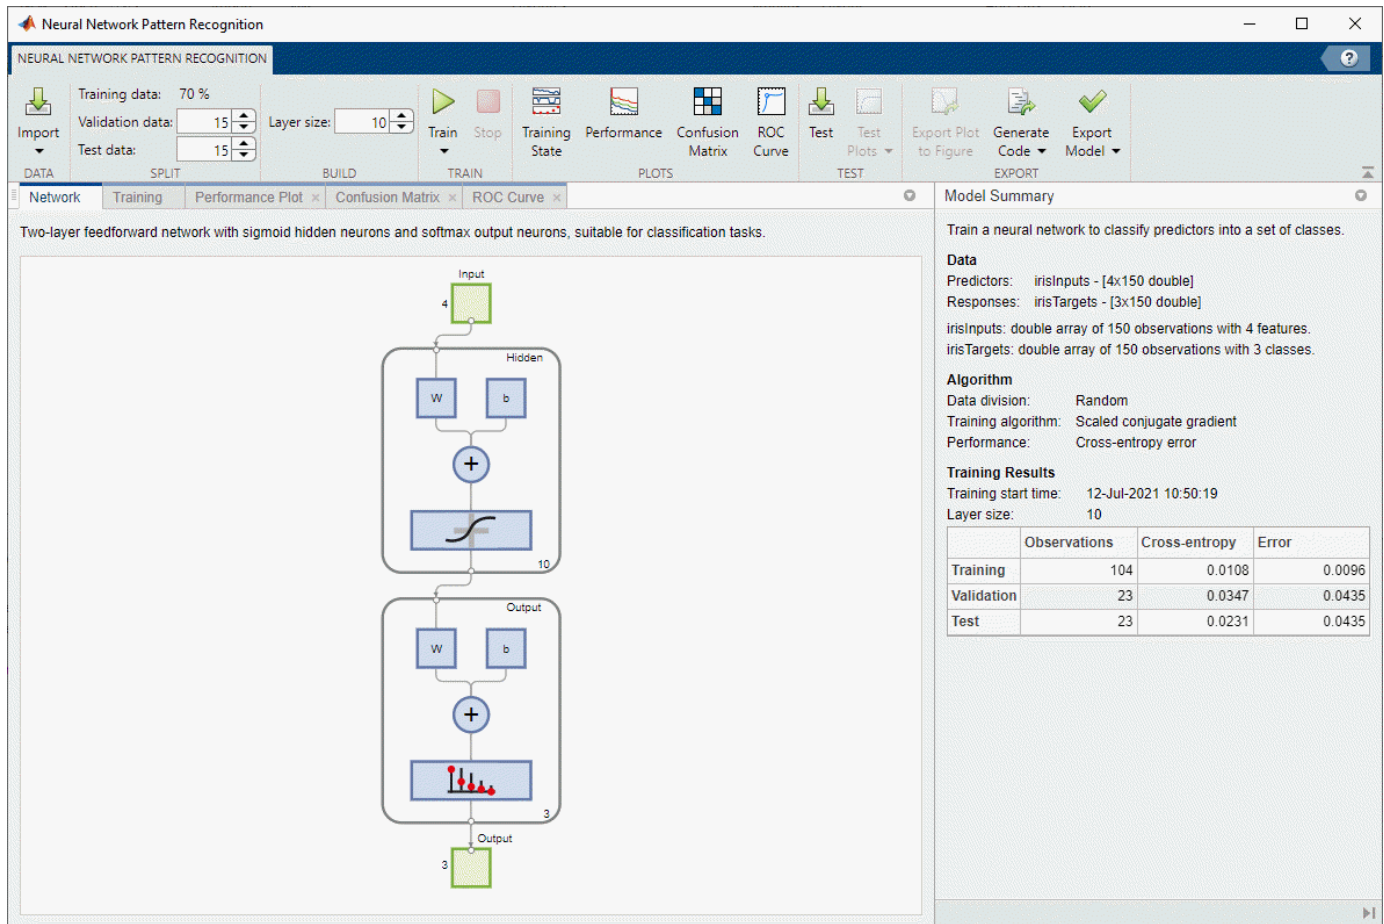 Neural Network Pattern Recognition
NEURAL NETWORK PATTERN RECOGNITION
?
Import
Training data: 70 %
Validation data: 15
Test data: 15
Layer size: 10
Train
Stop
Training
State
Performance
Confusion
Matrix
ROC
Curve
Test
Test
Plots
Export Plot
to Figure
Generate
Code
Export
Model
DATA
SPLIT
BUILD
TRAIN
PLOTS
TEST
EXPORT
Network
Training
Performance Plot ×
Confusion Matrix ×
ROC Curve ×
Two-layer feedforward network with sigmoid hidden neurons and softmax output neurons, suitable for classification tasks.
Input
4
Hidden
W
b
+
10
Output
W
b
+
3
Output
3
Model Summary
Train a neural network to classify predictors into a set of classes.
Data
Predictors: irisInputs - [4x150 double]
Responses: irisTargets - [3x150 double]
irisInputs: double array of 150 observations with 4 features.
irisTargets: double array of 150 observations with 3 classes.
Algorithm
Data division: Random
Training algorithm: Scaled conjugate gradient
Performance: Cross-entropy error
Training Results
Training start time: 12-Jul-2021 10:50:19
Layer size: 10
Observations Cross-entropy Error
Training 104 0.0108 0.0096
Validation 23 0.0347 0.0435
Test 23 0.0231 0.0435